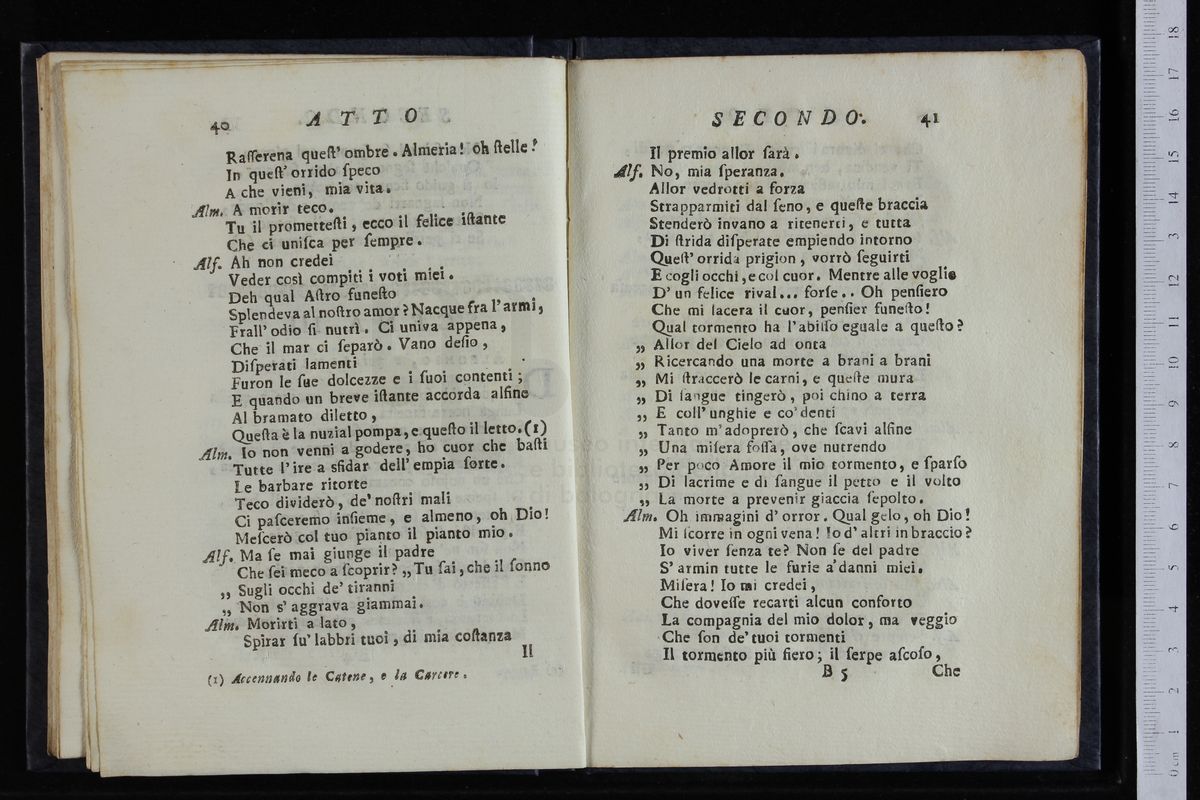 40 ATTO
Raſſerena queſt' ombre. Almeria! oh ſtelle!
In queſt' orrido ſpeco
A che vieni, mia vita.
Alm. A morir teco.
Tu il prometteſti, ecco il felice iſtante
Che ci uniſca per ſempre.
Alf. Ah non credei
Veder così compiti i voti miei.
Deh qual Aſtro funeſto
Splendeva al noſtro amor? Nacque fra l'armi,
Frall' odio ſi nutrì. Ci univa appena,
Che il mar ci ſeparò. Vano deſio,
Diſperati lamenti
Furon le ſue dolcezze e i ſuoi contenti;
E quando un breve iſtante accorda alfine
Al bramato diletto,
Queſta è la nuzial pompa, e queſto il letto.(1)
Alm. Io non venni a godere, ho cuor che baſti
Tutte l'ire a sfidar dell' empia ſorte.
Le barbare ritorte
Teco dividerò, de' noſtri mali
Ci paſceremo inſieme, e almeno, oh Dio!
Meſcerò col tuo pianto il pianto mio.
Alf. Ma ſe mai giunge il padre
Che ſei meco a ſcoprir? „ Tu ſai, che il ſonno
„ Sugli occhi de' tiranni
„ Non s' aggrava giammai.
Alm. Morirti a lato,
Spirar ſu' labbri tuoi, di mia coſtanza
Il
(1) Accennando le Catene, e la Carcere.
SECONDO. 41
Il premio allor ſarà.
Alf. No, mia ſperanza.
Allor vedrotti a forza
Strapparmiti dal ſeno, e queſte braccia
Stenderò invano a ritenerti, e tutta
Di ſtrida diſperate empiendo intorno
Queſt' orrida prigion, vorrò ſeguirti
E cogli occhi, e col cuor. Mentre alle voglie
D' un felice rival... forſe.. Oh penſiero
Che mi lacera il cuor, penſier funeſto!
Qual tormento ha l'abiſſo eguale a queſto?
„ Allor del Cielo ad onta
„ Ricercando una morte a brani a brani
„ Mi ſtraccerò le carni, e queſte mura
„ Di ſangue tingerò, poi chino a terra
„ E coll' unghie e co' denti
„ Tanto m' adoprerò, che ſcavi alfine
„ Una miſera foſſa, ove nutrendo
„ Per poco Amore il mio tormento, e ſparſo
„ Di lacrime e di ſangue il petto e il volto
„ La morte a prevenir giaccia ſepolto.
Alm. Oh immagini d' orror. Qual gelo, oh Dio!
Mi ſcorre in ogni vena! Io d' altri in braccio?
Io viver ſenza te? Non ſe del padre
S' armin tutte le furie a' danni miei.
Miſera! Io mi credei,
Che doveſſe recarti alcun conforto
La compagnia del mio dolor, ma veggio
Che ſon de' tuoi tormenti
Il tormento più fiero; il ſerpe aſcoſo,
B 5 Che